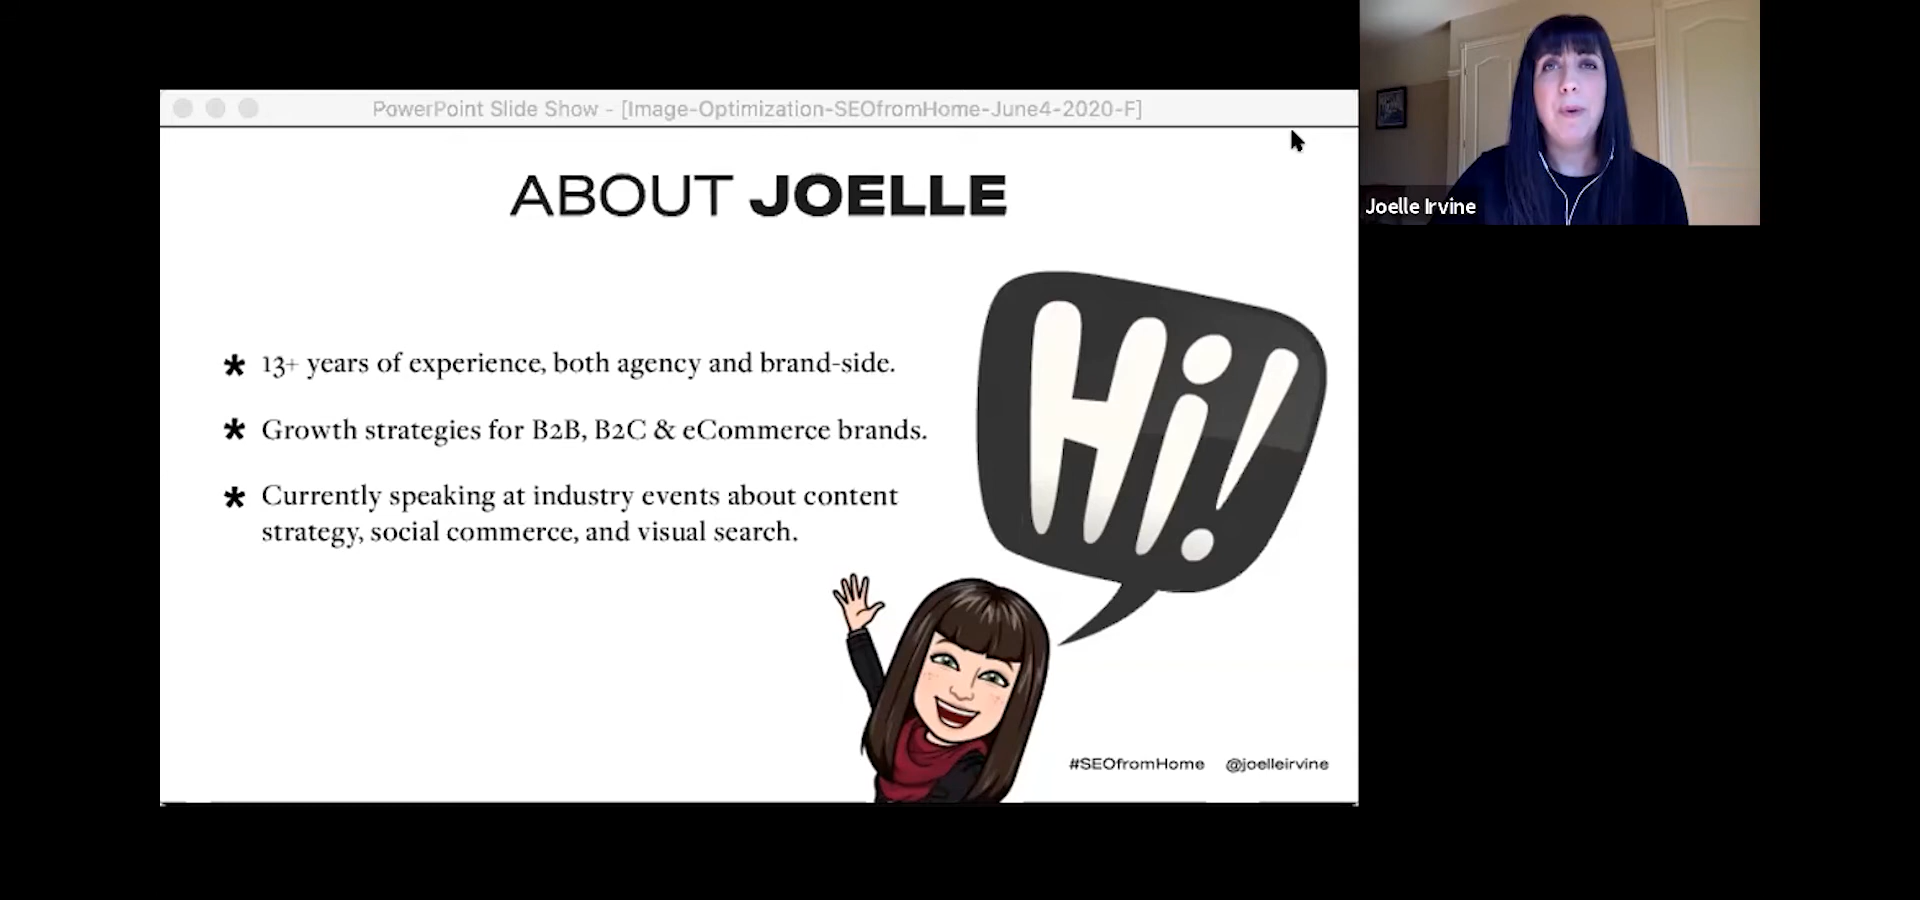 PowerPoint Slide Show - [Image-Optimization-SEOfromHome-June4-2020-F]
Joelle Irvine
ABOUT JOELLE
Hi!
* 13+ years of experience, both agency and brand-side.
* Growth strategies for B2B, B2C & eCommerce brands.
* Currently speaking at industry events about content
strategy, social commerce, and visual search.
#SEOfromHome @joelleirvine